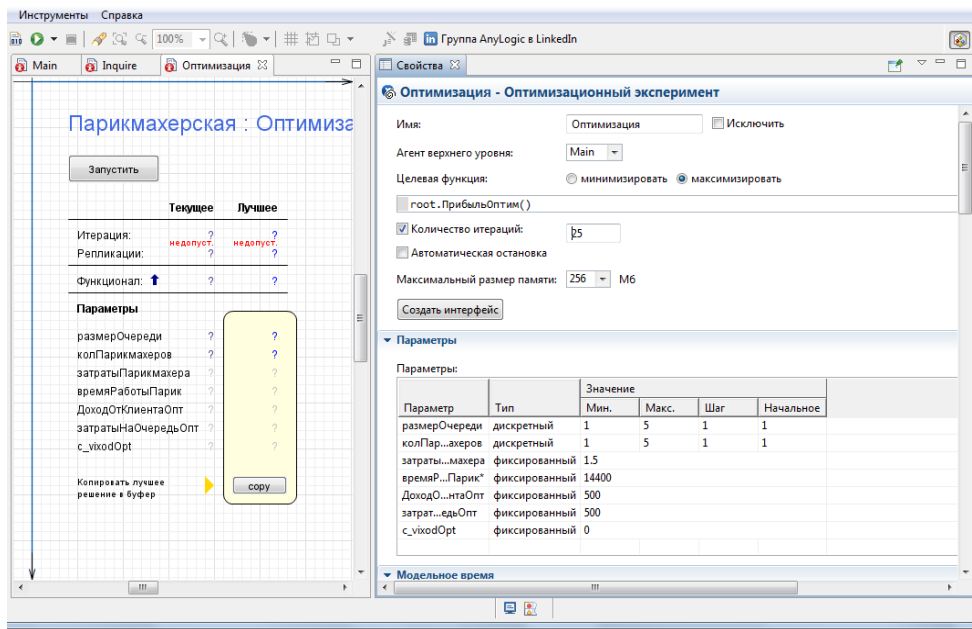 Инструменты Справка
100% Группа AnyLogic в LinkedIn
Main Inquire Оптимизация Свойства
Оптимизация - Оптимизационный эксперимент
Парикмахерская : Оптимиза
Запустить
Текущее Лучшее
Итерация: ? ?
недопуст. недопуст.
Репликации: ? ?
Функционал: ? ?
Параметры
размерОчереди ? ?
колПарикмахеров ? ?
затратыПарикмахера ? ?
времяРаботыПарик ? ?
ДоходОтКлиентаОпт ? ?
затратыНаОчередьОпт ? ?
c_vixodOpt ? ?
Копировать лучшее
решение в буфер
copy
Имя: Оптимизация Исключить
Агент верхнего уровня: Main
Целевая функция: минимизировать максимизировать
root.ПрибыльОптим()
Количество итераций: 25
Автоматическая остановка
Максимальный размер памяти: 256 Мб
Создать интерфейс
Параметры
Параметры:
Значение
Параметр Тип Мин. Макс. Шаг Начальное
размерОчереди дискретный 1 5 1 1
колПар...ахеров дискретный 1 5 1 1
затраты...махера фиксированный 1.5
времяР...Парик* фиксированный 14400
ДоходО...нтаОпт фиксированный 500
затрат...едьОпт фиксированный 500
c_vixodOpt фиксированный 0
Модельное время